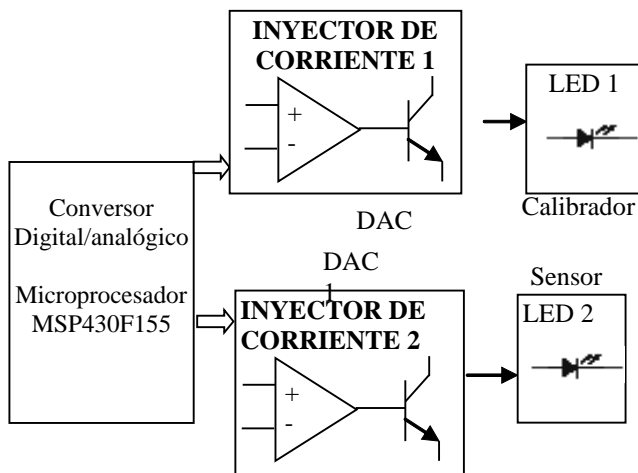 INYECTOR DE
CORRIENTE 1
+
-
LED 1
Calibrador
Conversor
Digital/analógico
Microprocesador
MSP430F155
DAC
DAC
1
INYECTOR DE
CORRIENTE 2
+
-
Sensor
LED 2